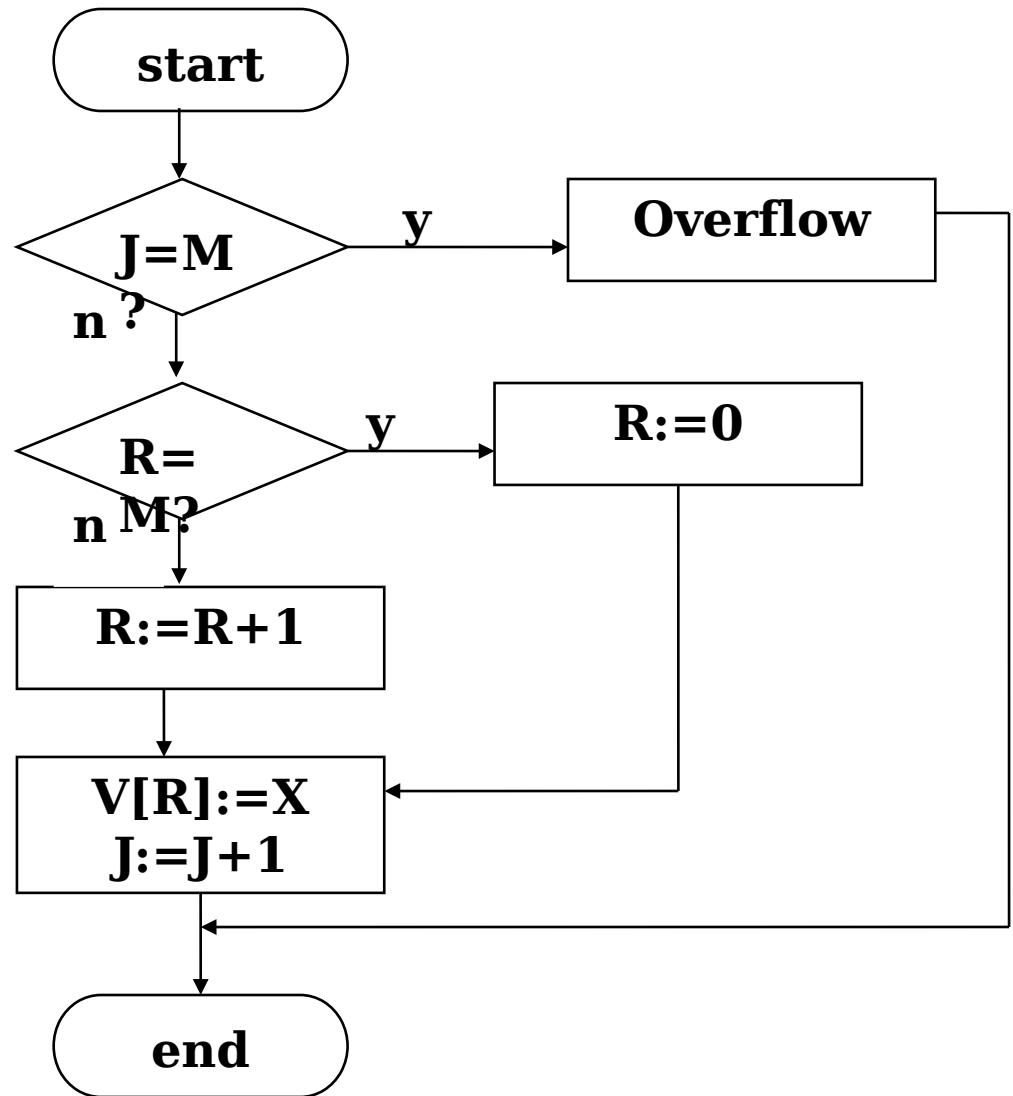 start
J=M
?
y
n
Overflow
R=
M?
y
n
R:=0
R:=R+1
V[R]:=X
J:=J+1
end